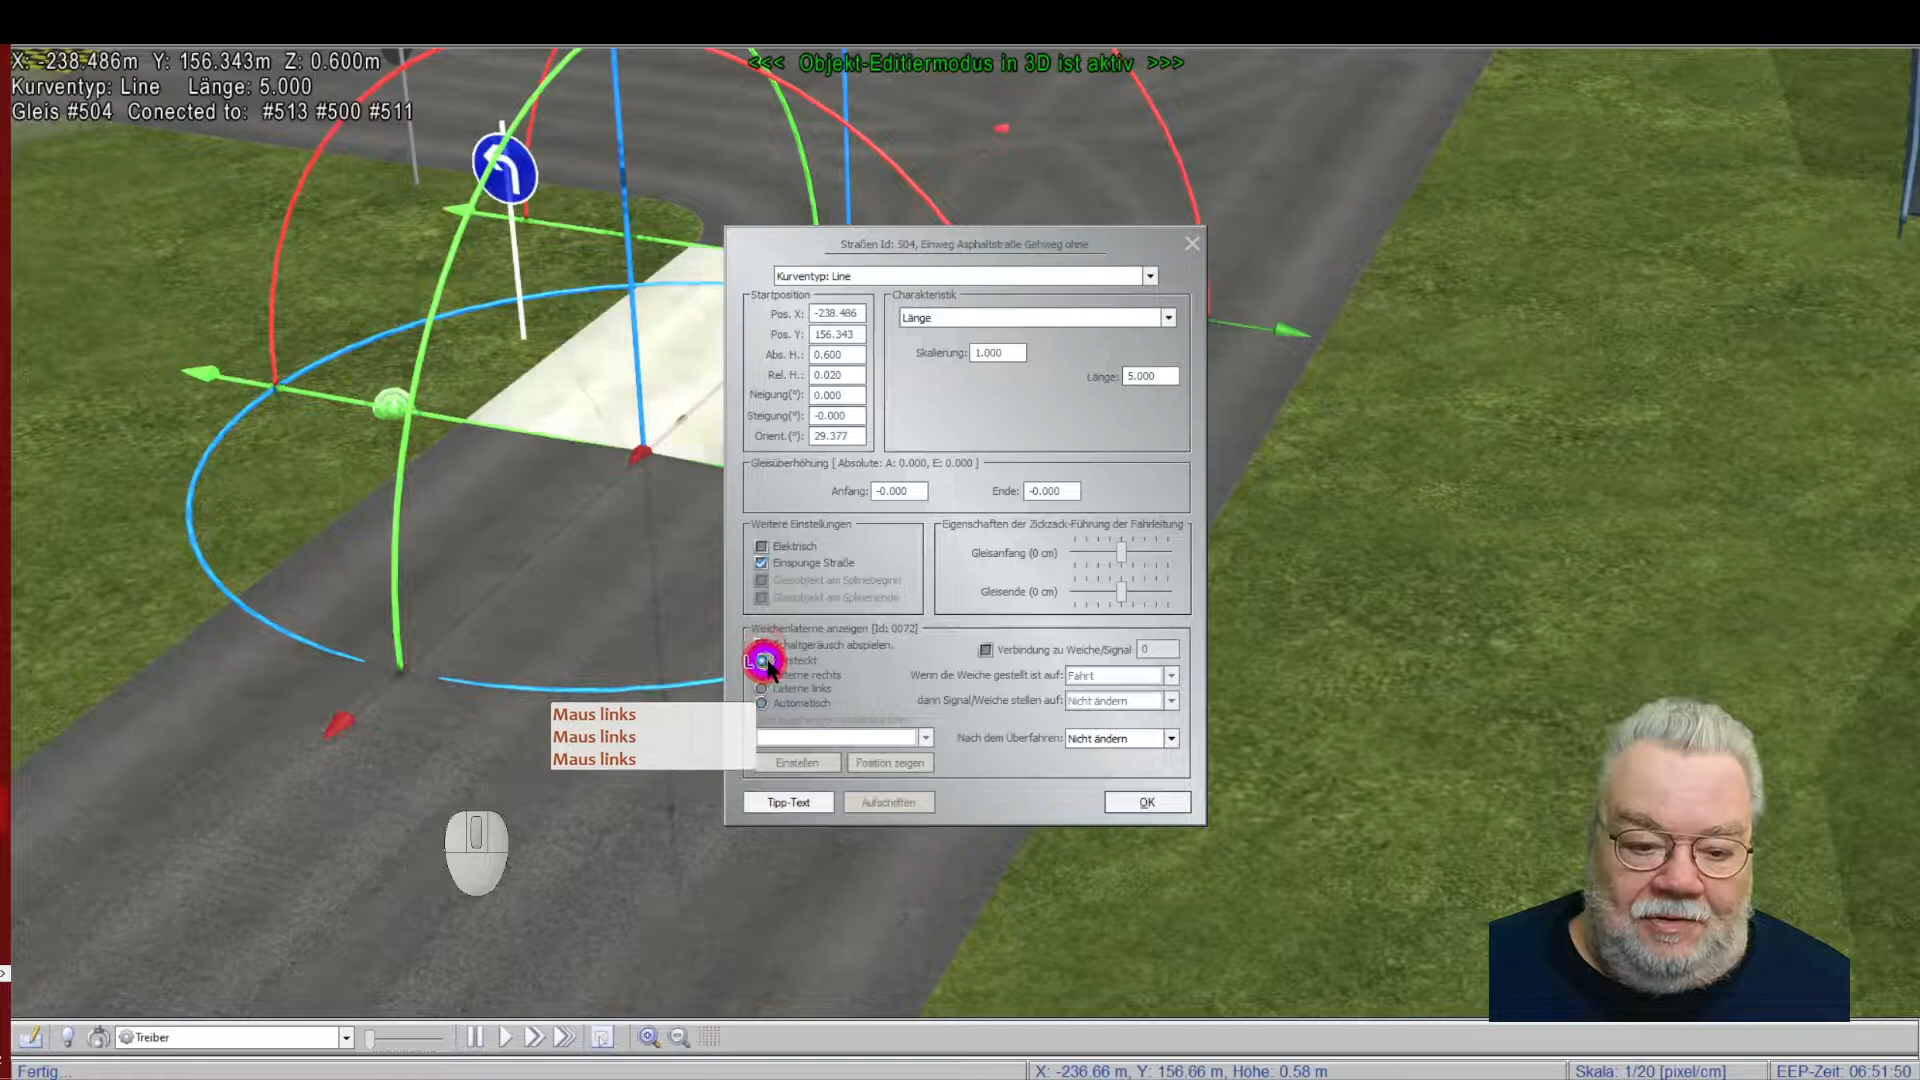 X: -238.486m Y: 156.343m Z: 0.600m
<<< Objekt-Editiermodus in 3D ist aktiv >>>
Kurventyp: Line Länge: 5.000
Gleis #504 Conected to: #513 #500 #511
Straßen Id: 504, Einweg Asphaltstraße Gehweg ohne
Kurventyp: Line
Startposition
Pos. X: -238.486
Pos. Y: 156.343
Abs. H.: 0.600
Rel. H.: 0.020
Neigung(°): 0.000
Steigung(°): -0.000
Orient.(°): 29.377
Charakteristik
Länge
Skalierung: 1.000
Länge: 5.000
Gleisüberhöhung [ Absolute: A: 0.000, E: 0.000 ]
Anfang: -0.000 Ende: -0.000
Weitere Einstellungen
Elektrisch
Einspunge Straße
Gleisobjekt am Splinebeginn
Gleisobjekt am Splineende
Eigenschaften der Zickzack-Führung der Fahrleitung
Gleisanfang (0 cm)
Gleisende (0 cm)
Weichenlaterne anzeigen [Id: 0072]
abspielen.
Laterne links
Automatisch
Verbindung zu Weiche/Signal 0
Wenn die Weiche gestellt ist auf: Fahrt
dann Signal/Weiche stellen auf: Nicht ändern
Nach dem Überfahren: Nicht ändern
Einstellen Position zeigen
Tipp-Text Aufschriften OK
Maus links
Maus links
Maus links
Treiber
Fertig...
X: -236.66 m, Y: 156.66 m, Höhe: 0.58 m
Skala: 1/20 [pixel/cm]
EEP-Zeit: 06:51:50